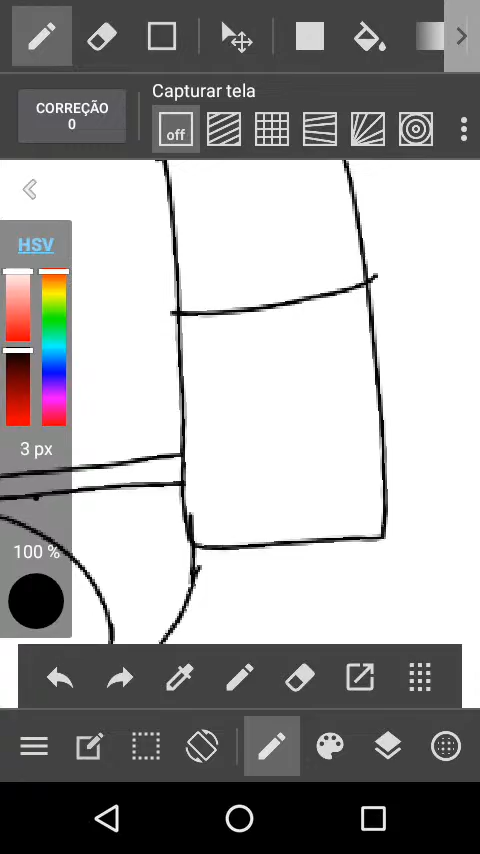 Capturar tela
CORREÇÃO
0
off
HSV
3 px
100 %